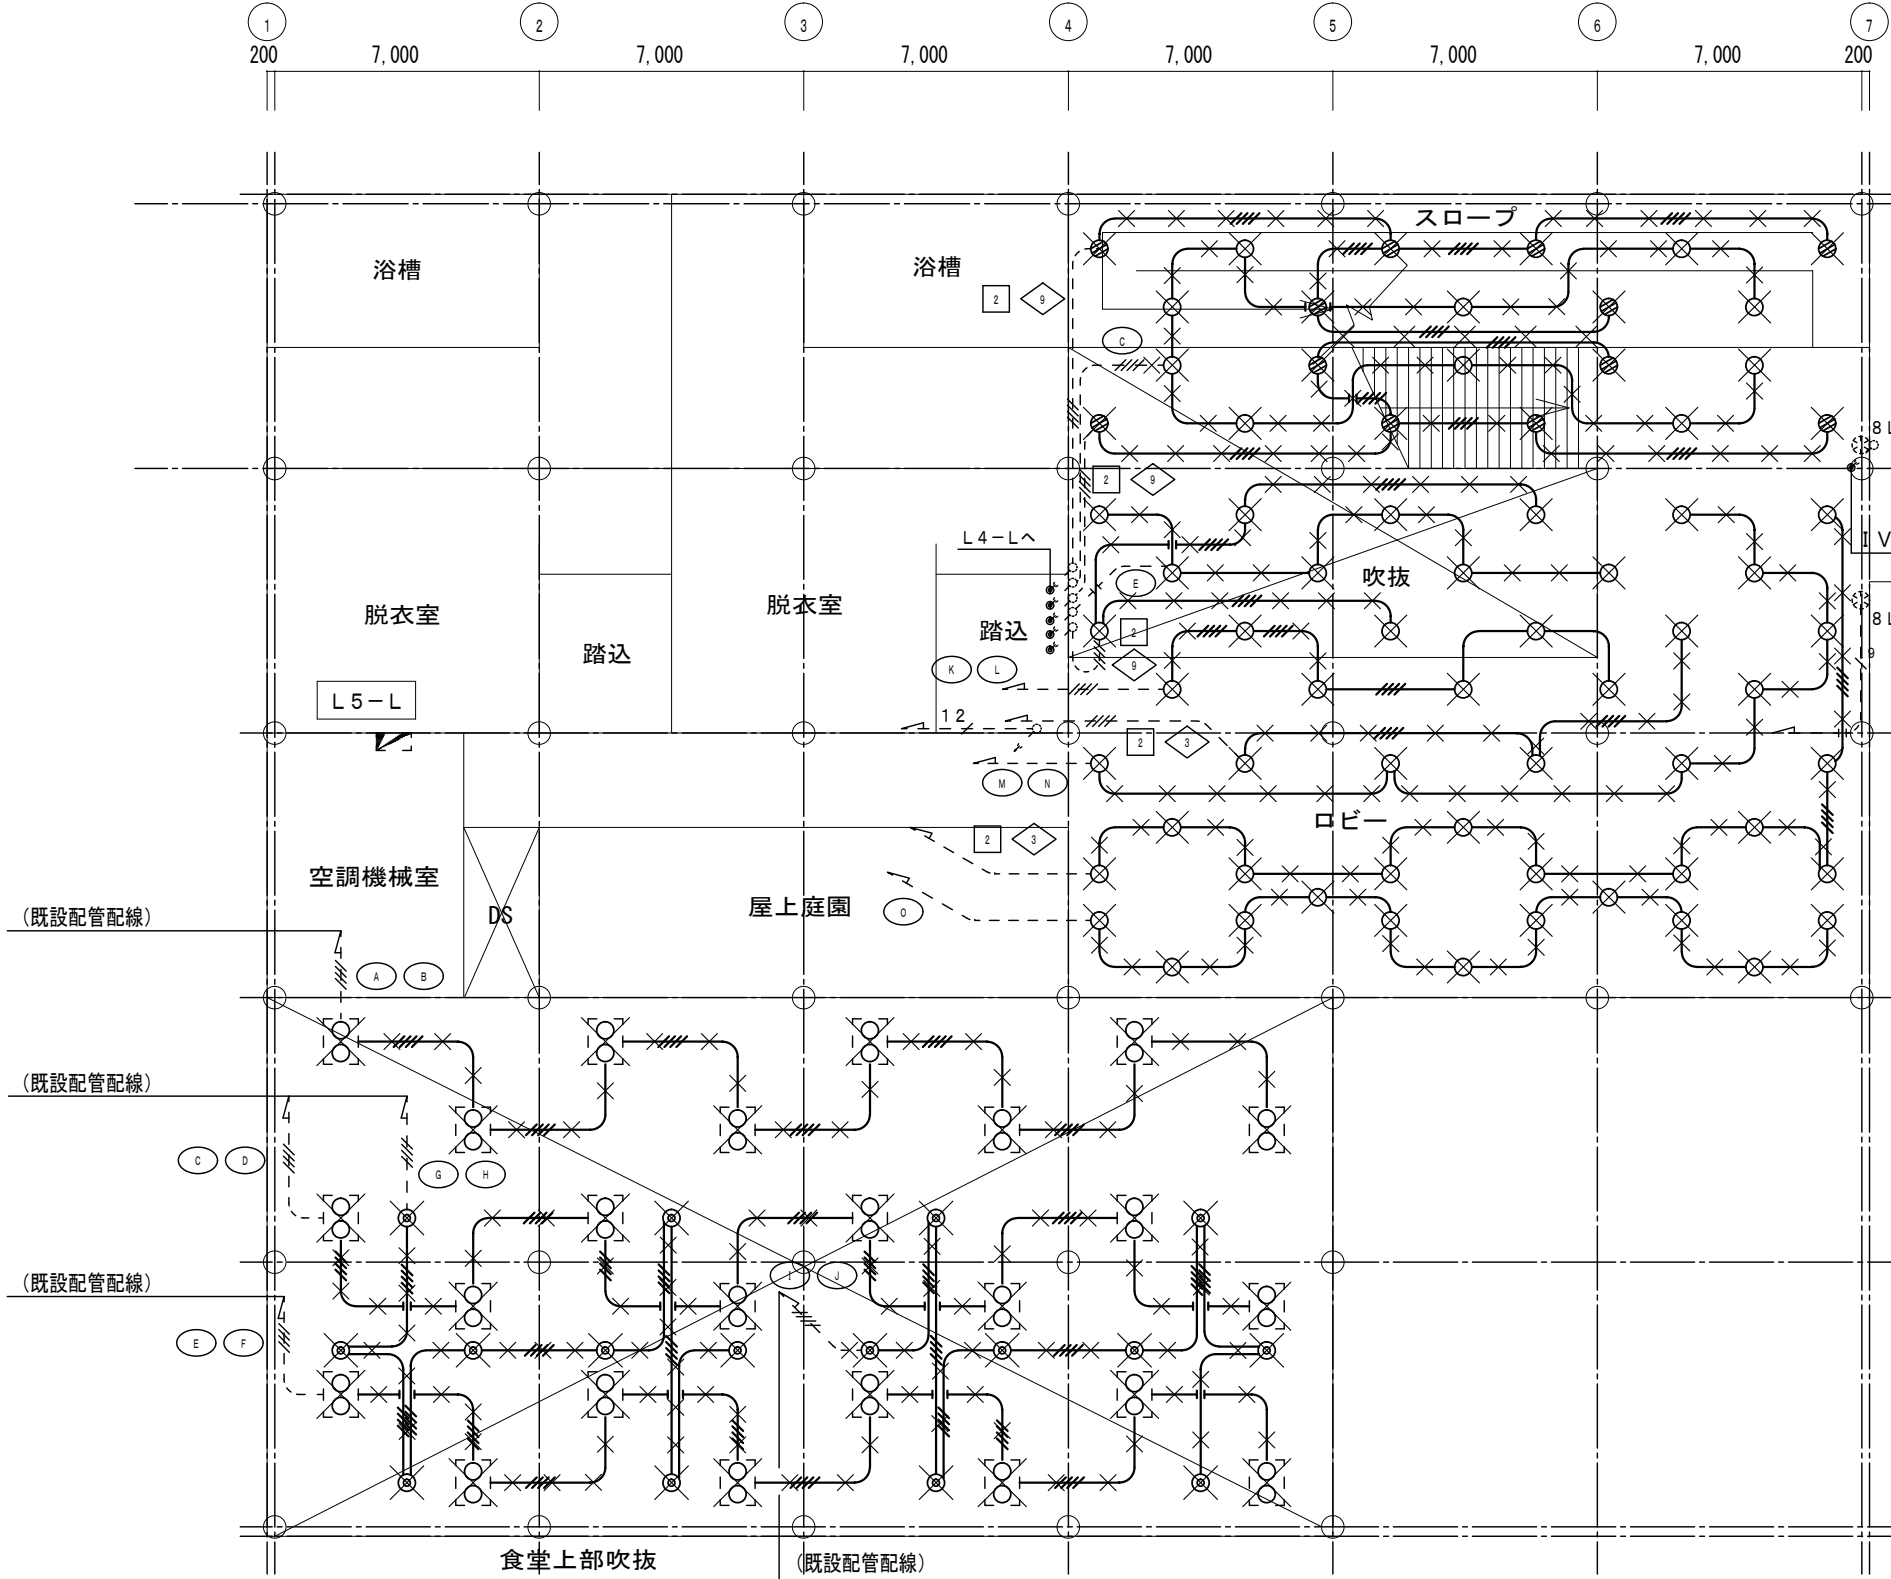 1 2 3 4 5 6 7
200 7,000 7,000 7,000 7,000 7,000 7,000 200
スロープ
浴槽 浴槽
2 9
C
8L
2 9
L4-Lへ
IV
E
吹抜
脱衣室 脱衣室
踏込 踏込
2
8L
9
9
K L
L5-L
12
2 3
M N
ロビー
2 3
空調機械室
DS
屋上庭園
O
(既設配管配線)
A B
(既設配管配線)
C D
G H
(既設配管配線)
I J
E F
食堂上部吹抜
(既設配管配線)